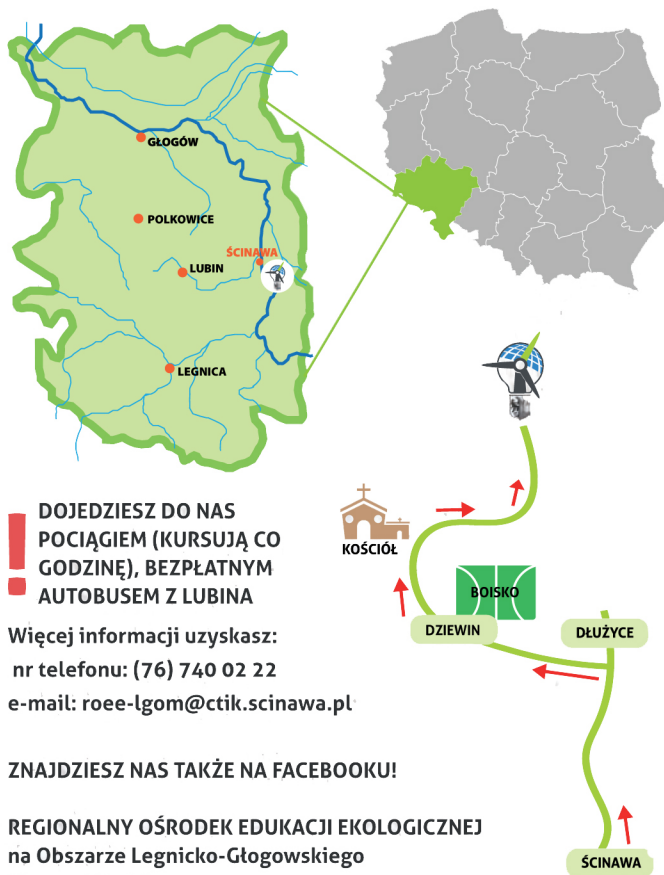 GŁOGÓW
POLKOWICE
ŚCINAWA
LUBIN
LEGNICA
KOŚCIÓŁ
BOISKO
DZIEWIN
DŁUŻYCE
ŚCINAWA
! DOJEDZIESZ DO NAS
POCIĄGIEM (KURSUJĄ CO
GODZINĘ), BEZPŁATNYM
AUTOBUSEM Z LUBINA
Więcej informacji uzyskasz:
nr telefonu: (76) 740 02 22
e-mail: roee-lgom@ctik.scinawa.pl
ZNAJDZIESZ NAS TAKŻE NA FACEBOOKU!
REGIONALNY OŚRODEK EDUKACJI EKOLOGICZNEJ
na Obszarze Legnicko-Głogowskiego